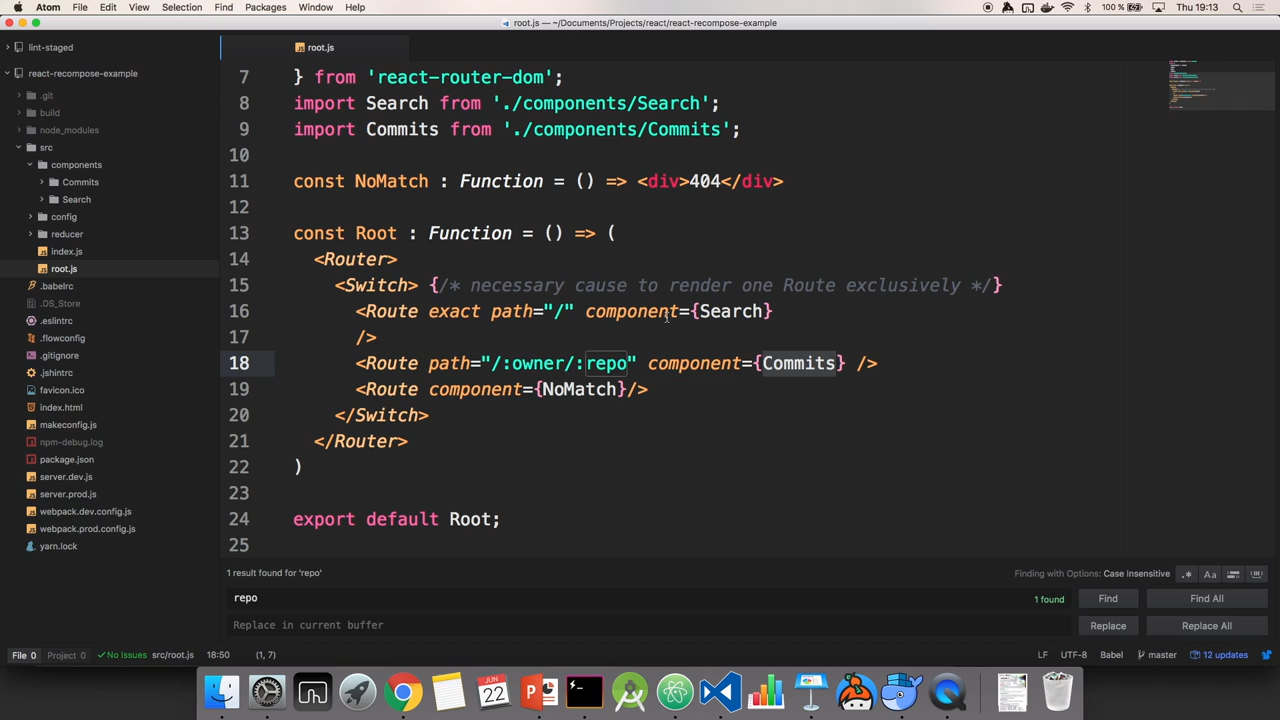 Atom File Edit View Selection Find Packages Window Help 100 % Thu 19:13
root.js — ~/Documents/Projects/react/react-recompose-example
lint-staged
react-recompose-example
.git
build
node_modules
src
components
Commits
Search
config
reducer
index.js
root.js
.babelrc
.DS_Store
.eslintrc
.flowconfig
.gitignore
.jshintrc
favicon.ico
index.html
makeconfig.js
npm-debug.log
package.json
server.dev.js
server.prod.js
webpack.dev.config.js
webpack.prod.config.js
yarn.lock
root.js
7 } from 'react-router-dom';
8 import Search from './components/Search';
9 import Commits from './components/Commits';
10
11 const NoMatch : Function = () => <div>404</div>
12
13 const Root : Function = () => (
14 <Router>
15 <Switch> {/* necessary cause to render one Route exclusively */}
16 <Route exact path="/" component={Search}
17 />
18 <Route path="/:owner/:repo" component={Commits} />
19 <Route component={NoMatch}/>
20 </Switch>
21 </Router>
22 )
23
24 export default Root;
25
1 result found for 'repo' Finding with Options: Case Insensitive .* Aa
repo 1 found Find Find All
Replace in current buffer Replace Replace All
File 0 Project 0 No Issues src/root.js 18:50 (1, 7) LF UTF-8 Babel master 12 updates
JUN
22